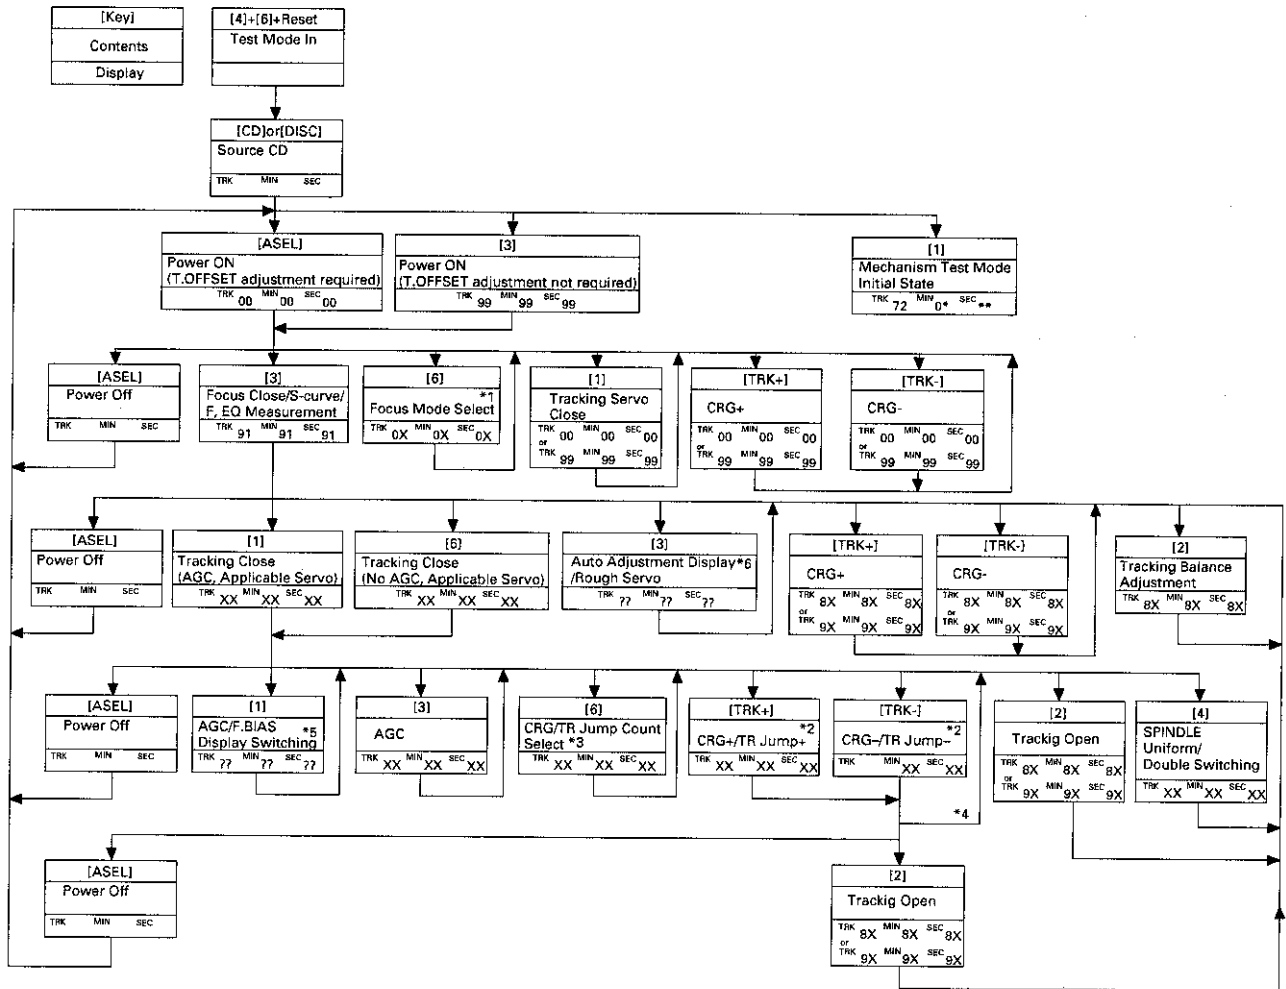 [Key]
Contents
Display
[4]+[6]+Reset
Test Mode In
[CD]or[DISC]
Source CD
TRK MIN SEC
[ASEL]
Power ON
(T.OFFSET adjustment required)
TRK 00 MIN 00 SEC 00
[3]
Power ON
(T.OFFSET adjustment not required)
TRK 99 MIN 99 SEC 99
[1]
Mechanism Test Mode
Initial State
TRK 72 MIN 0* SEC **
[ASEL]
Power Off
TRK MIN SEC
[3]
Focus Close/S-curve/
F, EQ Measurement
TRK 91 MIN 91 SEC 91
[6]
*1
Focus Mode Select
TRK 0X MIN 0X SEC 0X
[1]
Tracking Servo
Close
TRK 00 MIN 00 SEC 00
or
TRK 99 MIN 99 SEC 99
[TRK+]
CRG+
TRK 00 MIN 00 SEC 00
or
TRK 99 MIN 99 SEC 99
[TRK-]
CRG-
TRK 00 MIN 00 SEC 00
or
TRK 99 MIN 99 SEC 99
[ASEL]
Power Off
TRK MIN SEC
[1]
Tracking Close
(AGC, Applicable Servo)
TRK XX MIN XX SEC XX
[6]
Tracking Close
(No AGC, Applicable Servo)
TRK XX MIN XX SEC XX
[3]
Auto Adjustment Display*6
/Rough Servo
TRK ?? MIN ?? SEC ??
[TRK+]
CRG+
TRK 8X MIN 8X SEC 8X
or
TRK 9X MIN 9X SEC 9X
[TRK-]
CRG-
TRK 8X MIN 8X SEC 8X
or
TRK 9X MIN 9X SEC 9X
[2]
Tracking Balance
Adjustment
TRK 8X MIN 8X SEC 8X
[ASEL]
Power Off
TRK MIN SEC
[1]
AGC/F.BIAS *5
Display Switching
TRK ?? MIN ?? SEC ??
[3]
AGC
TRK XX MIN XX SEC XX
[6]
CRG/TR Jump Count
Select *3
TRK XX MIN XX SEC XX
[TRK+]
*2
CRG+/TR Jump+
TRK XX MIN XX SEC XX
[TRK-]
*2
CRG-/TR Jump-
TRK MIN XX SEC XX
[2]
Trackig Open
TRK 8X MIN 8X SEC 8X
or
TRK 9X MIN 9X SEC 9X
[4]
SPINDLE
Uniform/
Double Switching
TRK XX MIN XX SEC XX
*4
[ASEL]
Power Off
TRK MIN SEC
[2]
Trackig Open
TRK 8X MIN 8X SEC 8X
or
TRK 9X MIN 9X SEC 9X